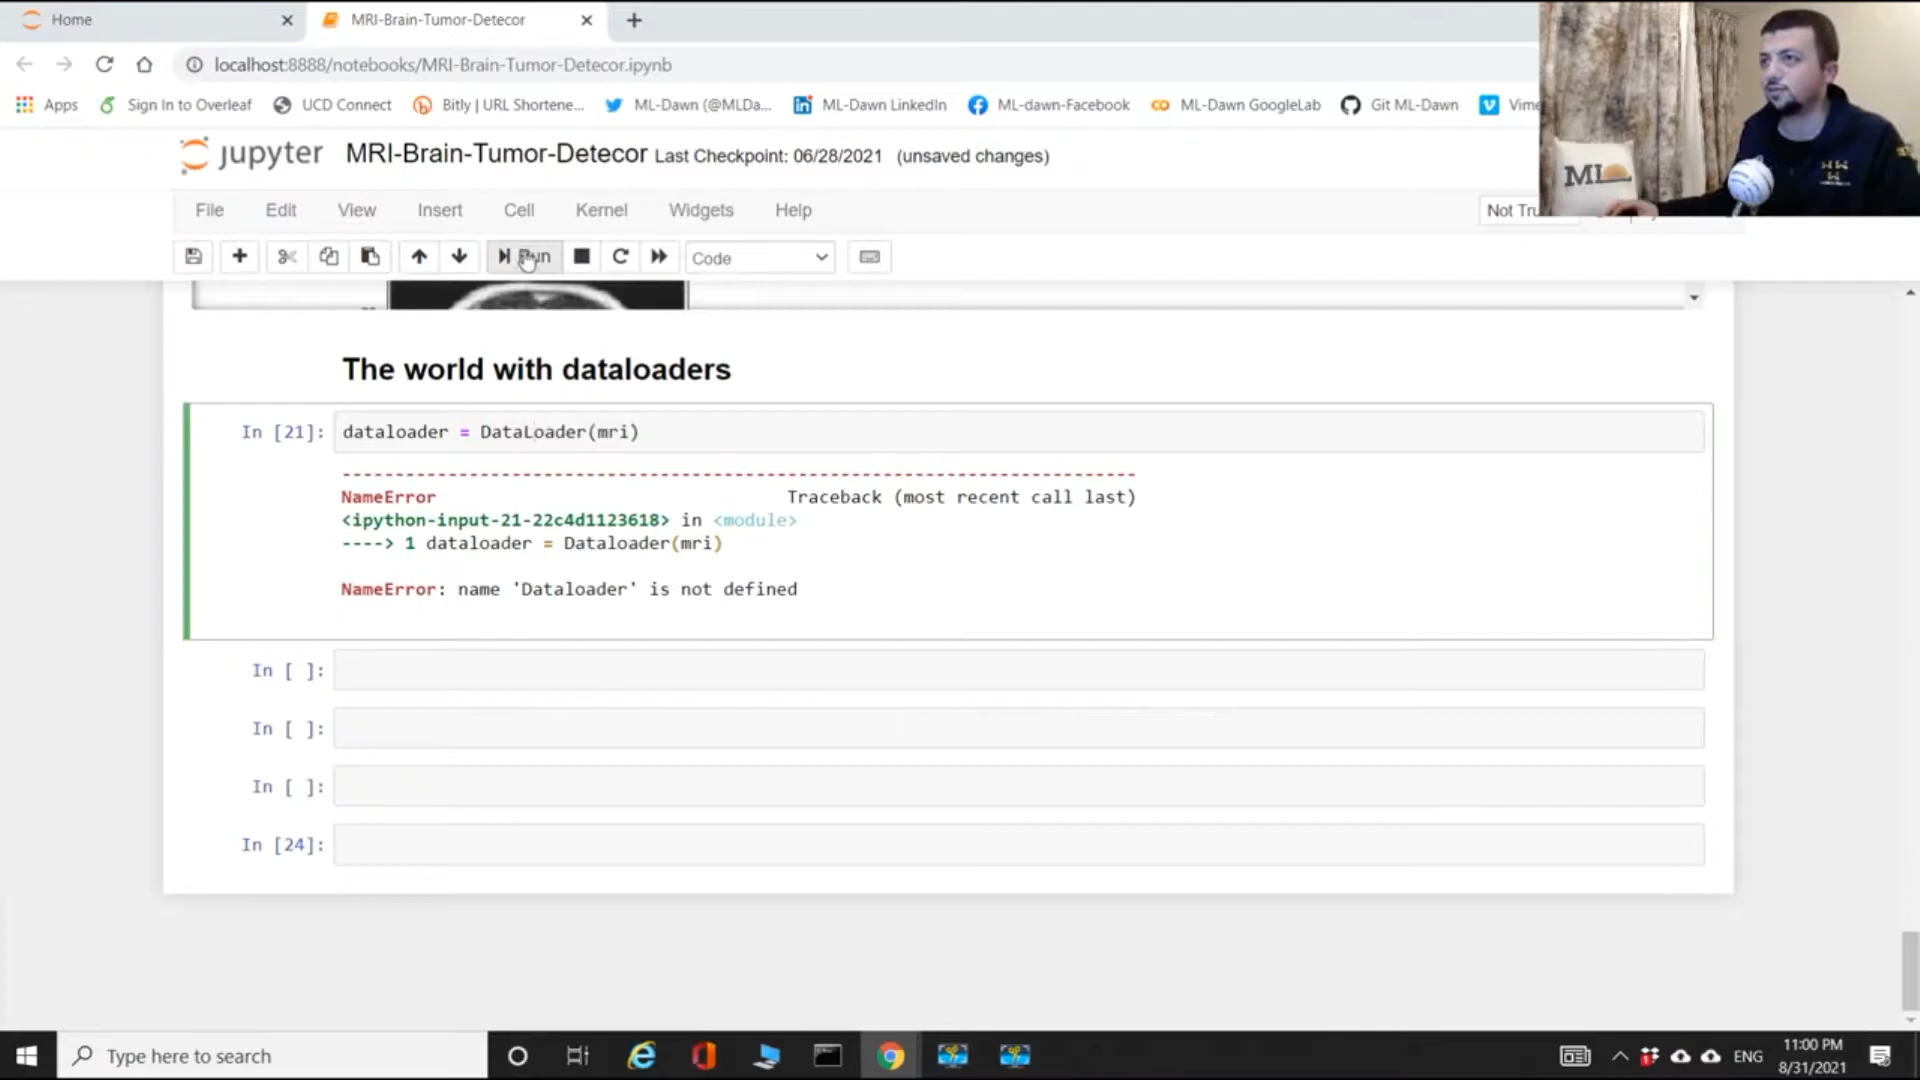 Home
MRI-Brain-Tumor-Detecor
localhost:8888/notebooks/MRI-Brain-Tumor-Detecor.ipynb
Apps Sign In to Overleaf UCD Connect Bitly | URL Shortene... ML-Dawn (@MLDa... ML-Dawn LinkedIn ML-dawn-Facebook ML-Dawn GoogleLab Git ML-Dawn Vime
jupyter MRI-Brain-Tumor-Detecor Last Checkpoint: 06/28/2021 (unsaved changes)
File Edit View Insert Cell Kernel Widgets Help Not Tru
Run Code
ML
The world with dataloaders
In [21]: dataloader = DataLoader(mri)
---------------------------------------------------------------------------
NameError Traceback (most recent call last)
<ipython-input-21-22c4d1123618> in <module>
----> 1 dataloader = Dataloader(mri)
NameError: name 'Dataloader' is not defined
In [ ]:
In [ ]:
In [ ]:
In [24]:
Type here to search
ENG
11:00 PM
8/31/2021